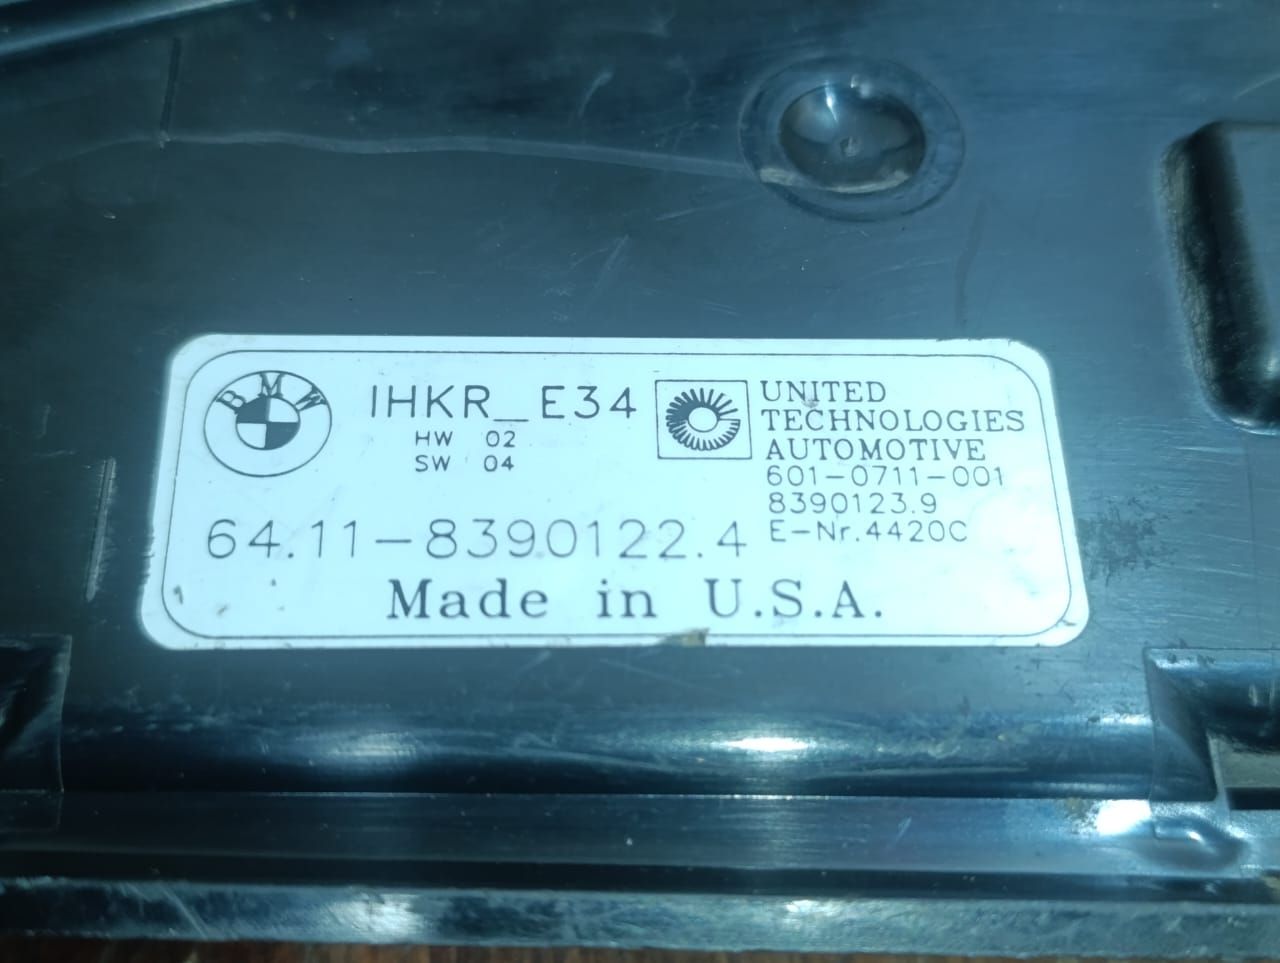 BMW
IHKR_E34
HW 02
SW 04
UNITED
TECHNOLOGIES
AUTOMOTIVE
601-0711-001
8390123.9
E-Nr.4420C
64.11-8390122.4
Made in U.S.A.